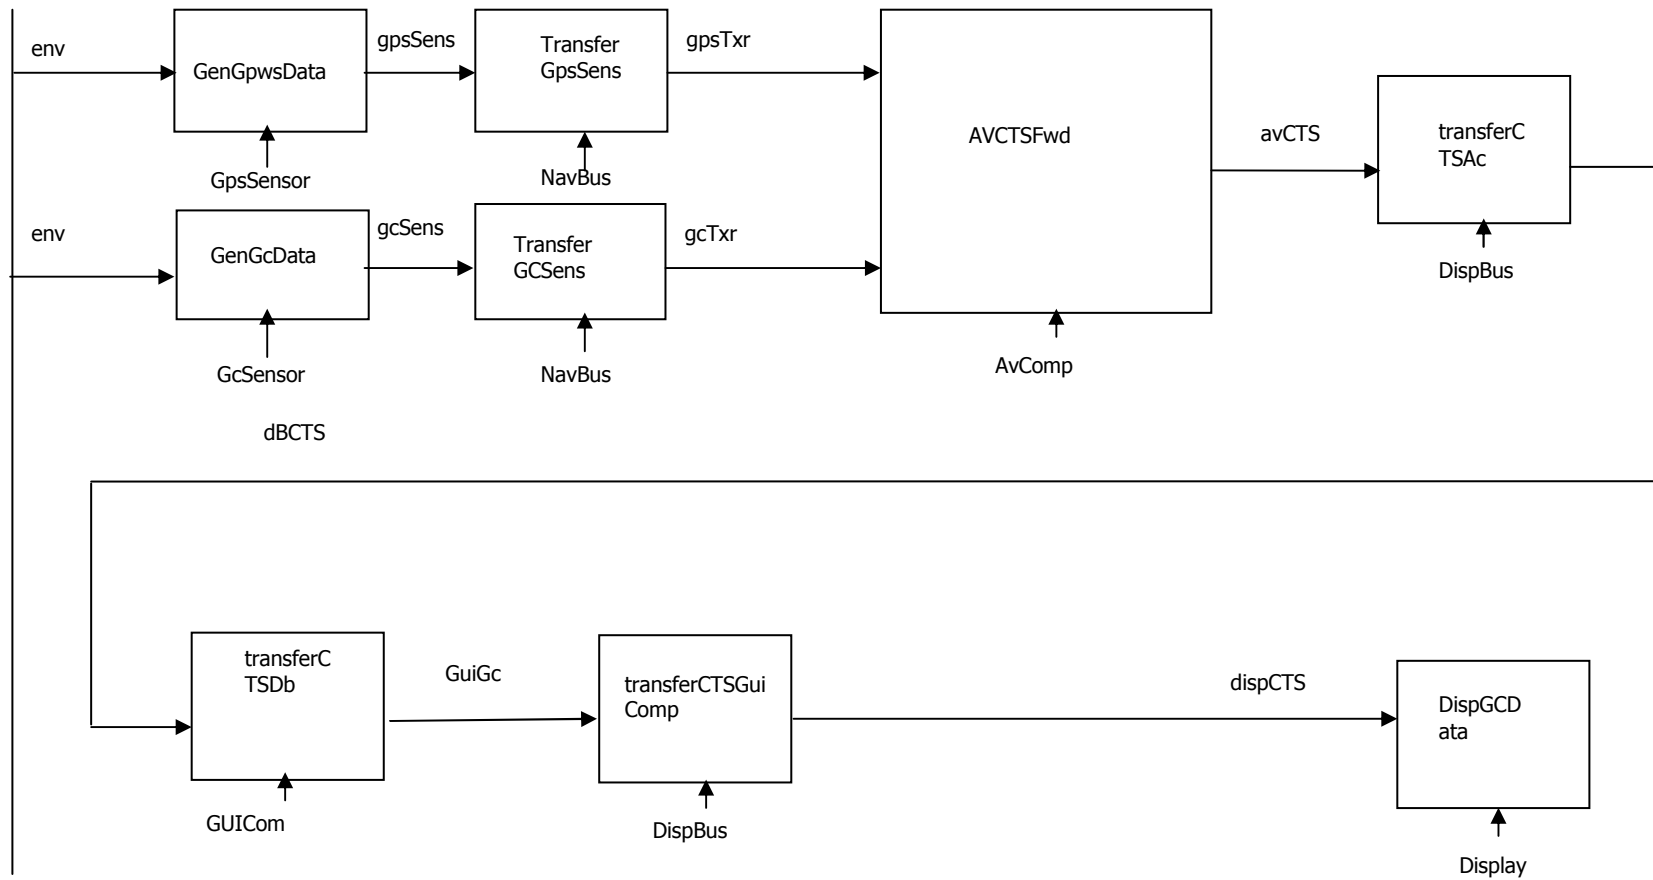 env
GenGpwsData
gpsSens
Transfer
GpsSens
gpsTxr
GpsSensor
NavBus
env
GenGcData
gcSens
Transfer
GCSens
gcTxr
GcSensor
NavBus
AVCTSFwd
AvComp
avCTS
transferC
TSAc
DispBus
dBCTS
transferC
TSDb
GUICom
GuiGc
transferCTSGui
Comp
DispBus
dispCTS
DispGCD
ata
Display